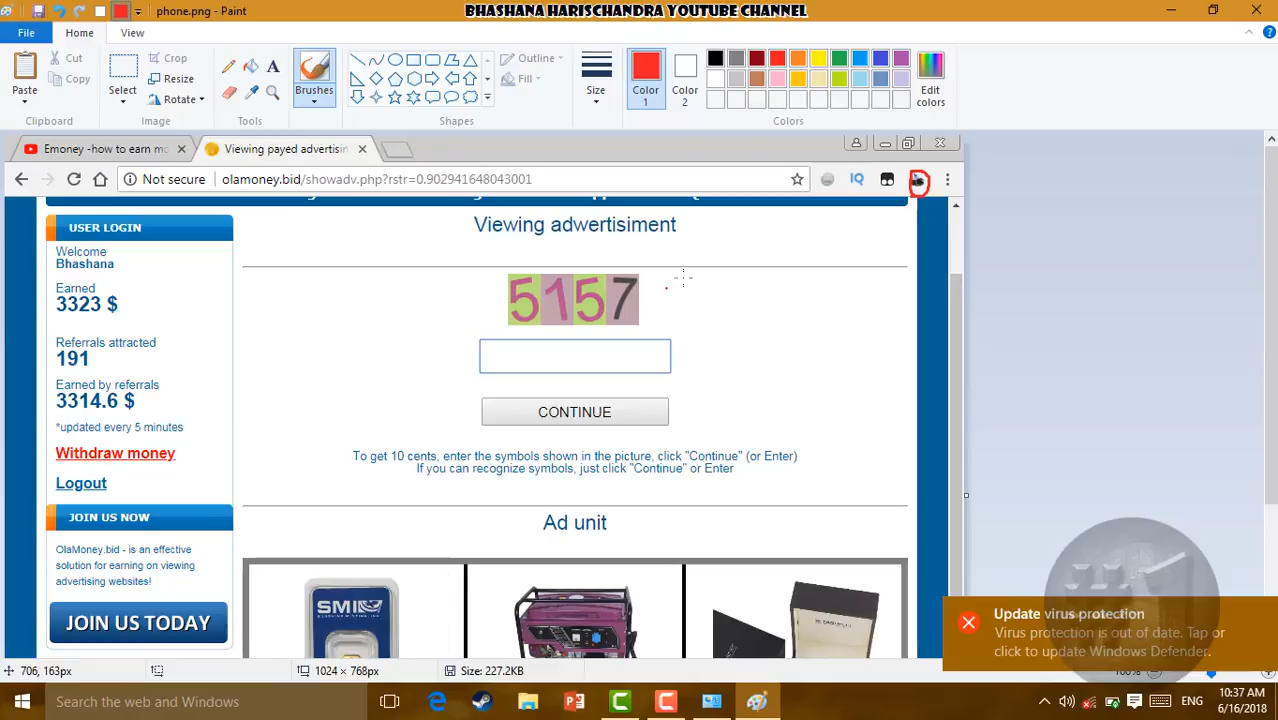 phone.png - Paint
BHASHANA HARISCHANDRA YOUTUBE CHANNEL
File
Home
View
Paste
Cut
Copy
Clipboard
Select
Crop
Resize
Rotate
Image
Tools
Brushes
Outline
Fill
Shapes
Size
Color 1
Color 2
Edit colors
Colors
Emoney -how to earn mo
Viewing payed advertisin
Not secure
olamoney.bid/showadv.php?rstr=0.902941648043001
IQ
USER LOGIN
Welcome
Bhashana
Earned
3323 $
Referrals attracted
191
Earned by referrals
3314.6 $
*updated every 5 minutes
Withdraw money
Logout
JOIN US NOW
OlaMoney.bid - is an effective
solution for earning on viewing
advertising websites!
JOIN US TODAY
Viewing adwertisiment
5157
CONTINUE
To get 10 cents, enter the symbols shown in the picture, click "Continue" (or Enter)
If you can recognize symbols, just click "Continue" or Enter
Ad unit
SMI
Update virus protection
Virus protection is out of date. Tap or
click to update Windows Defender.
706, 163px
1024 × 768px
Size: 227.2KB
100%
Search the web and Windows
ENG
10:37 AM
6/16/2018